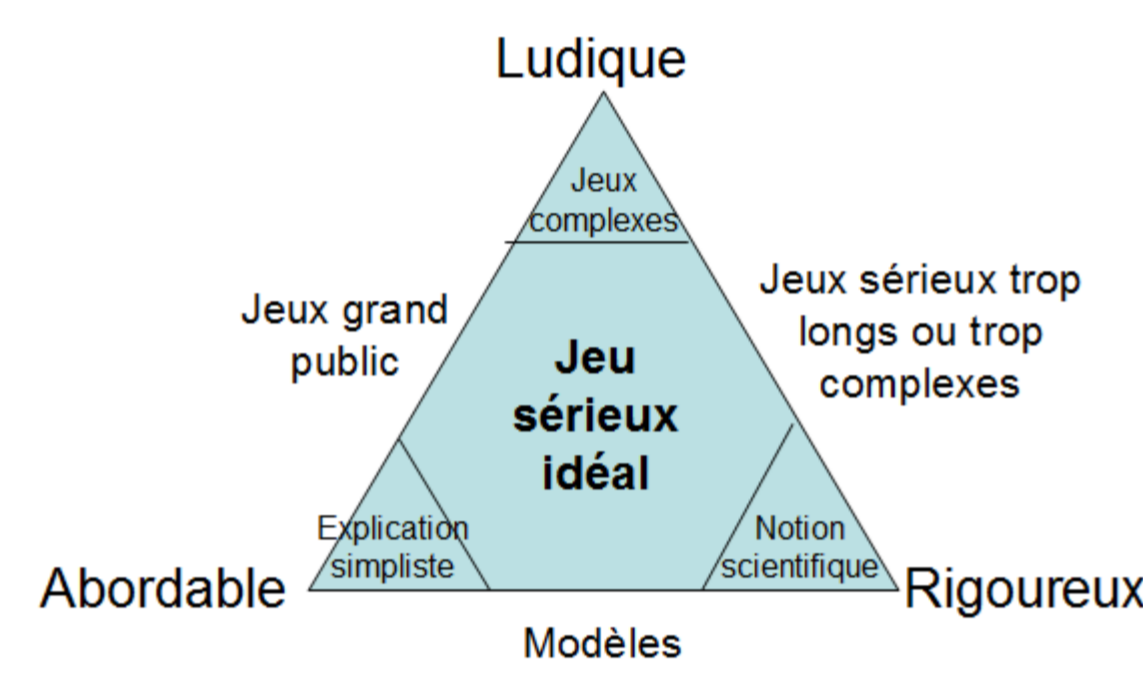 Ludique
Jeux
complexes
Jeux grand
public
Jeux sérieux trop
longs ou trop
complexes
Jeu
sérieux
idéal
Explication
simpliste
Notion
scientifique
Abordable
Rigoureux
Modèles